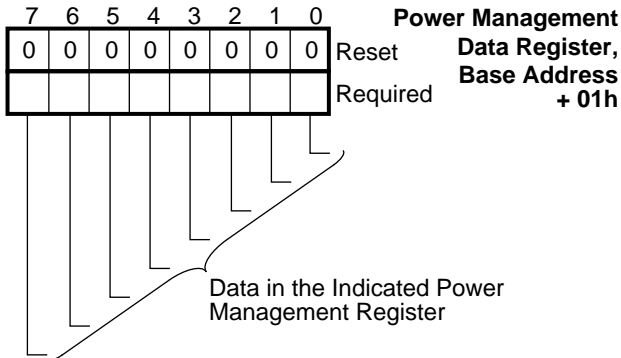 7 6 5 4 3 2 1 0
Power Management
Data Register,
Base Address
+ 01h
0 0 0 0 0 0 0 0 Reset
Required
Data in the Indicated Power
Management Register